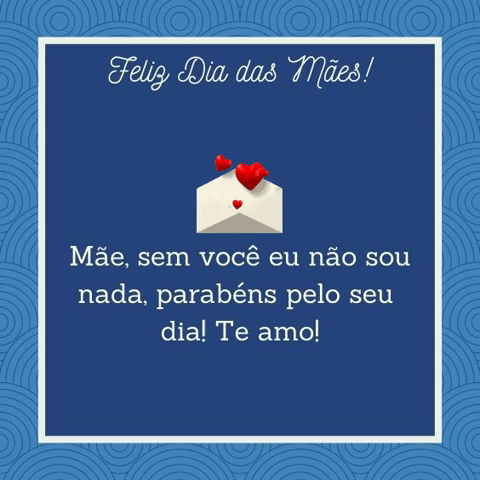 Feliz Dia das Mães!
Mãe, sem você eu não sou
nada, parabéns pelo seu
dia! Te amo!